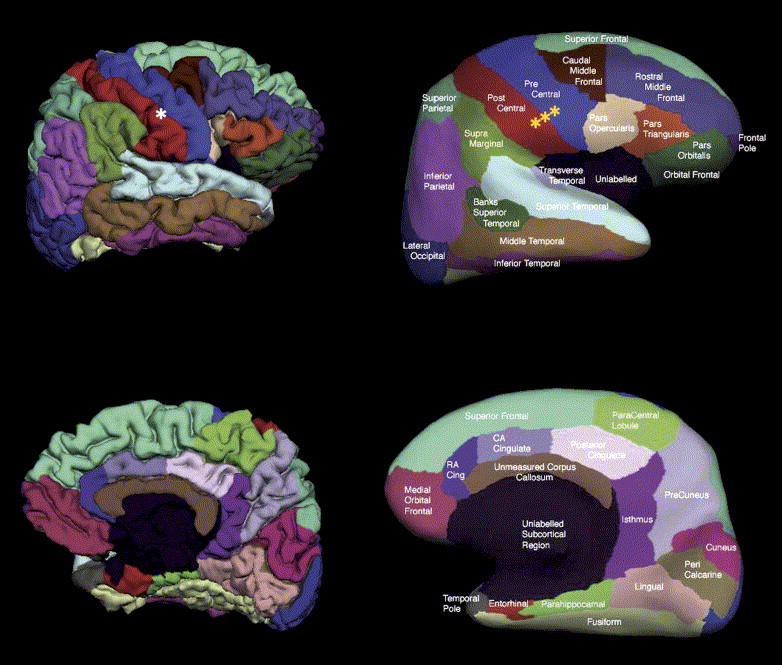 Superior Frontal
Caudal
Middle
Frontal
Rostral
Middle
Frontal
Superior
Parietal
Post
Central
Pre
Central
Pars
Opercularis
Pars
Triangularis
Pars
Orbitalis
Frontal
Pole
Supra
Marginal
Transverse
Temporal
Unlabelled
Orbital Frontal
Inferior
Parietal
Banks
Superior
Temporal
Superior Temporal
Middle Temporal
Lateral
Occipital
Inferior Temporal
Superior Frontal
ParaCentral
Lobule
CA
Cingulate
Posterior
Cingulate
RA
Cing
Unmeasured Corpus
Callosum
Medial
Orbital
Frontal
PreCuneus
Isthmus
Unlabelled
Subcortical
Region
Cuneus
Peri
Calcarine
Lingual
Temporal
Pole
Entorhinal
Parahippocamal
Fusiform